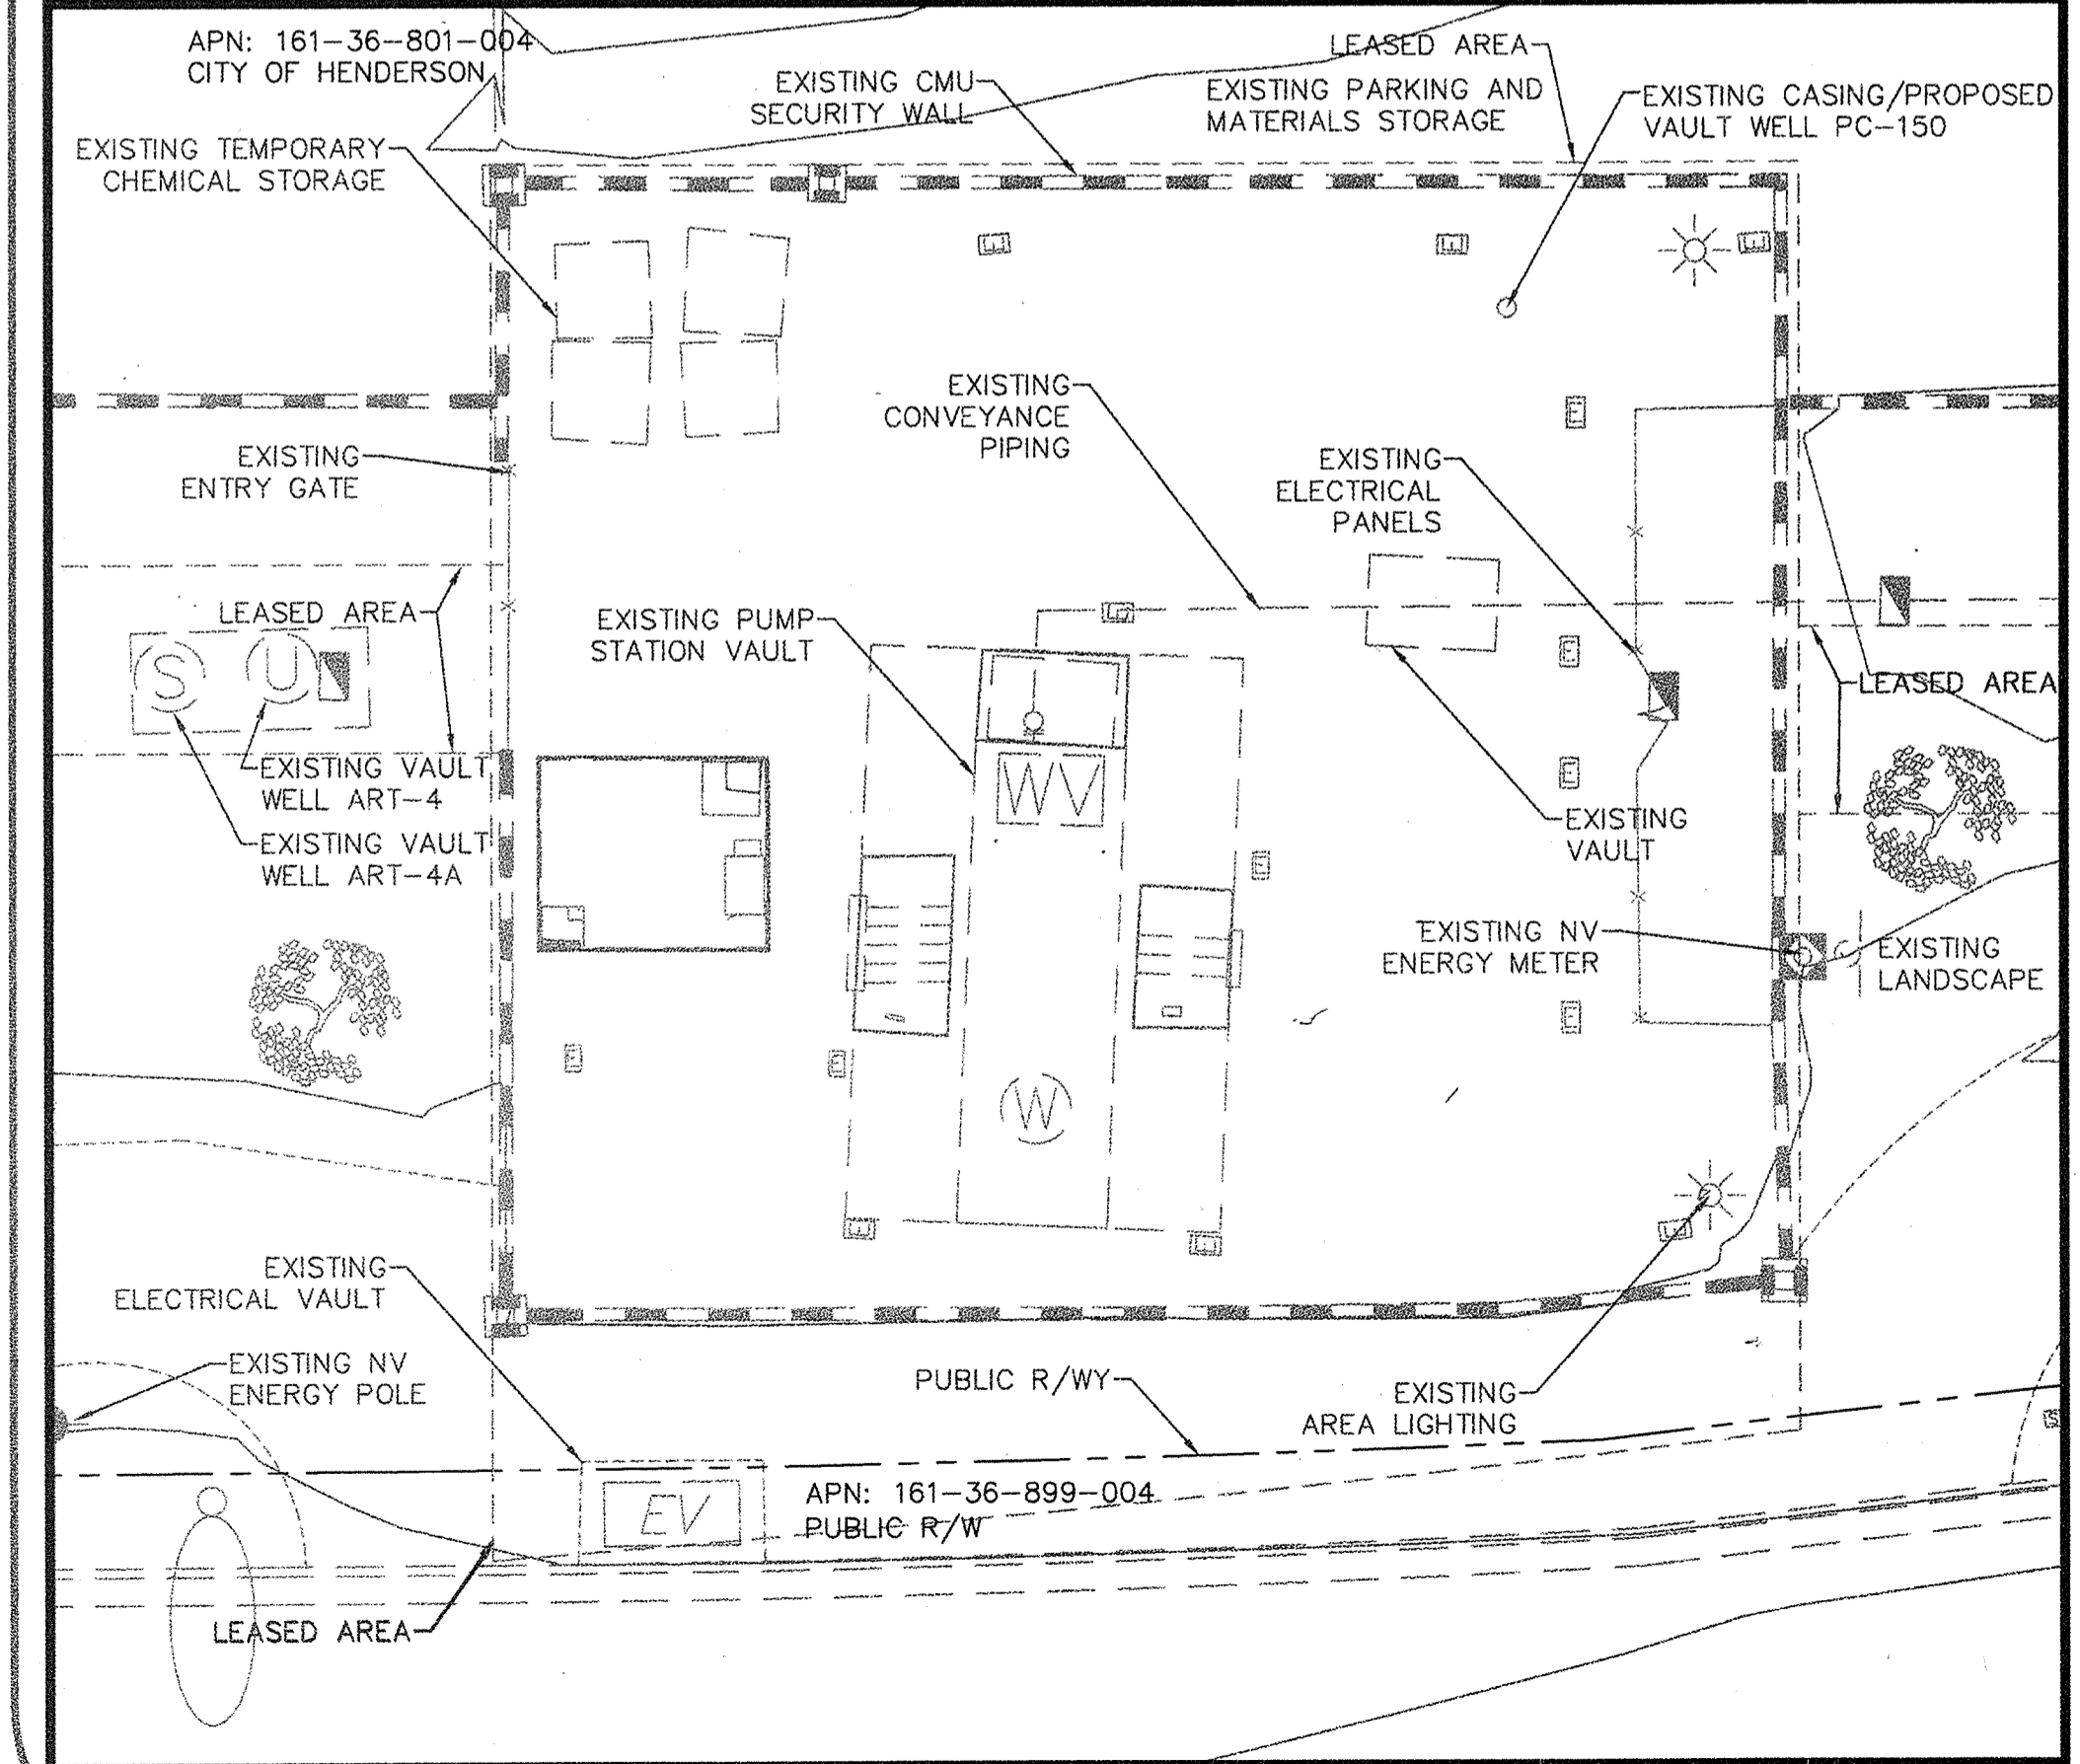 APN: 161-36-801-004
CITY OF HENDERSON
EXISTING TEMPORARY
CHEMICAL STORAGE
EXISTING CMU
SECURITY WALL
LEASED AREA
EXISTING PARKING AND
MATERIALS STORAGE
EXISTING CASING/PROPOSED
VAULT WELL PC-150
E
E
E
EXISTING
CONVEYANCE
PIPING
E
EXISTING
ENTRY GATE
EXISTING
ELECTRICAL
PANELS
LEASED AREA
EXISTING PUMP
STATION VAULT
S
U
E
LEASED AREA
EXISTING VAULT
WELL ART-4
WV
E
EXISTING
VAULT
EXISTING VAULT
WELL ART-4A
E
EXISTING NV
ENERGY METER
EXISTING
LANDSCAPE
E
E
E
W
E
E
E
EXISTING
ELECTRICAL VAULT
EXISTING NV
ENERGY POLE
PUBLIC R/WY
EXISTING
AREA LIGHTING
EV
APN: 161-36-899-004
PUBLIC R/W
S
LEASED AREA